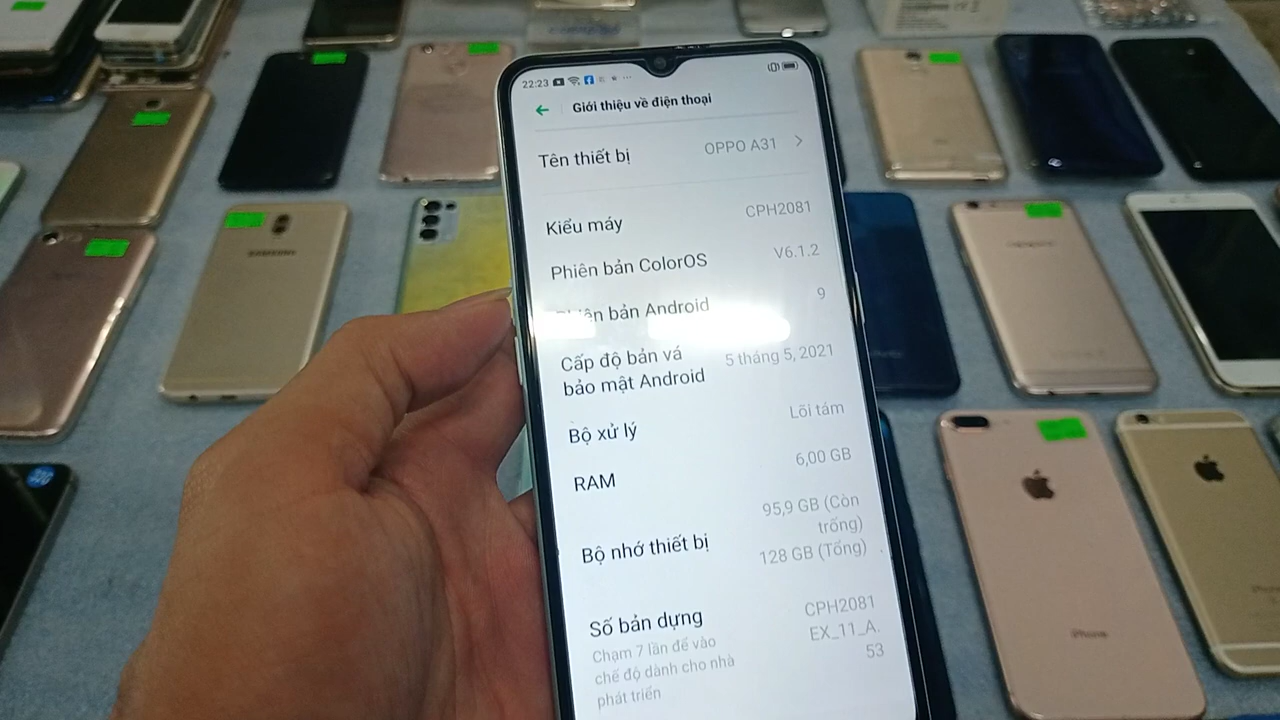 22:23
Giới thiệu về điện thoại
Tên thiết bị
OPPO A31
Kiểu máy
CPH2081
Phiên bản ColorOS
V6.1.2
bản Android
9
Cấp độ bản vá
bảo mật Android
5 tháng 5, 2021
Bộ xử lý
Lõi tám
RAM
6,00 GB
Bộ nhớ thiết bị
95,9 GB (Còn
trống)
128 GB (Tổng)
Số bản dựng
CPH2081
EX_11_A.
53
Chạm 7 lần để vào
chế độ dành cho nhà
phát triển
SAMSUNG
iPhone